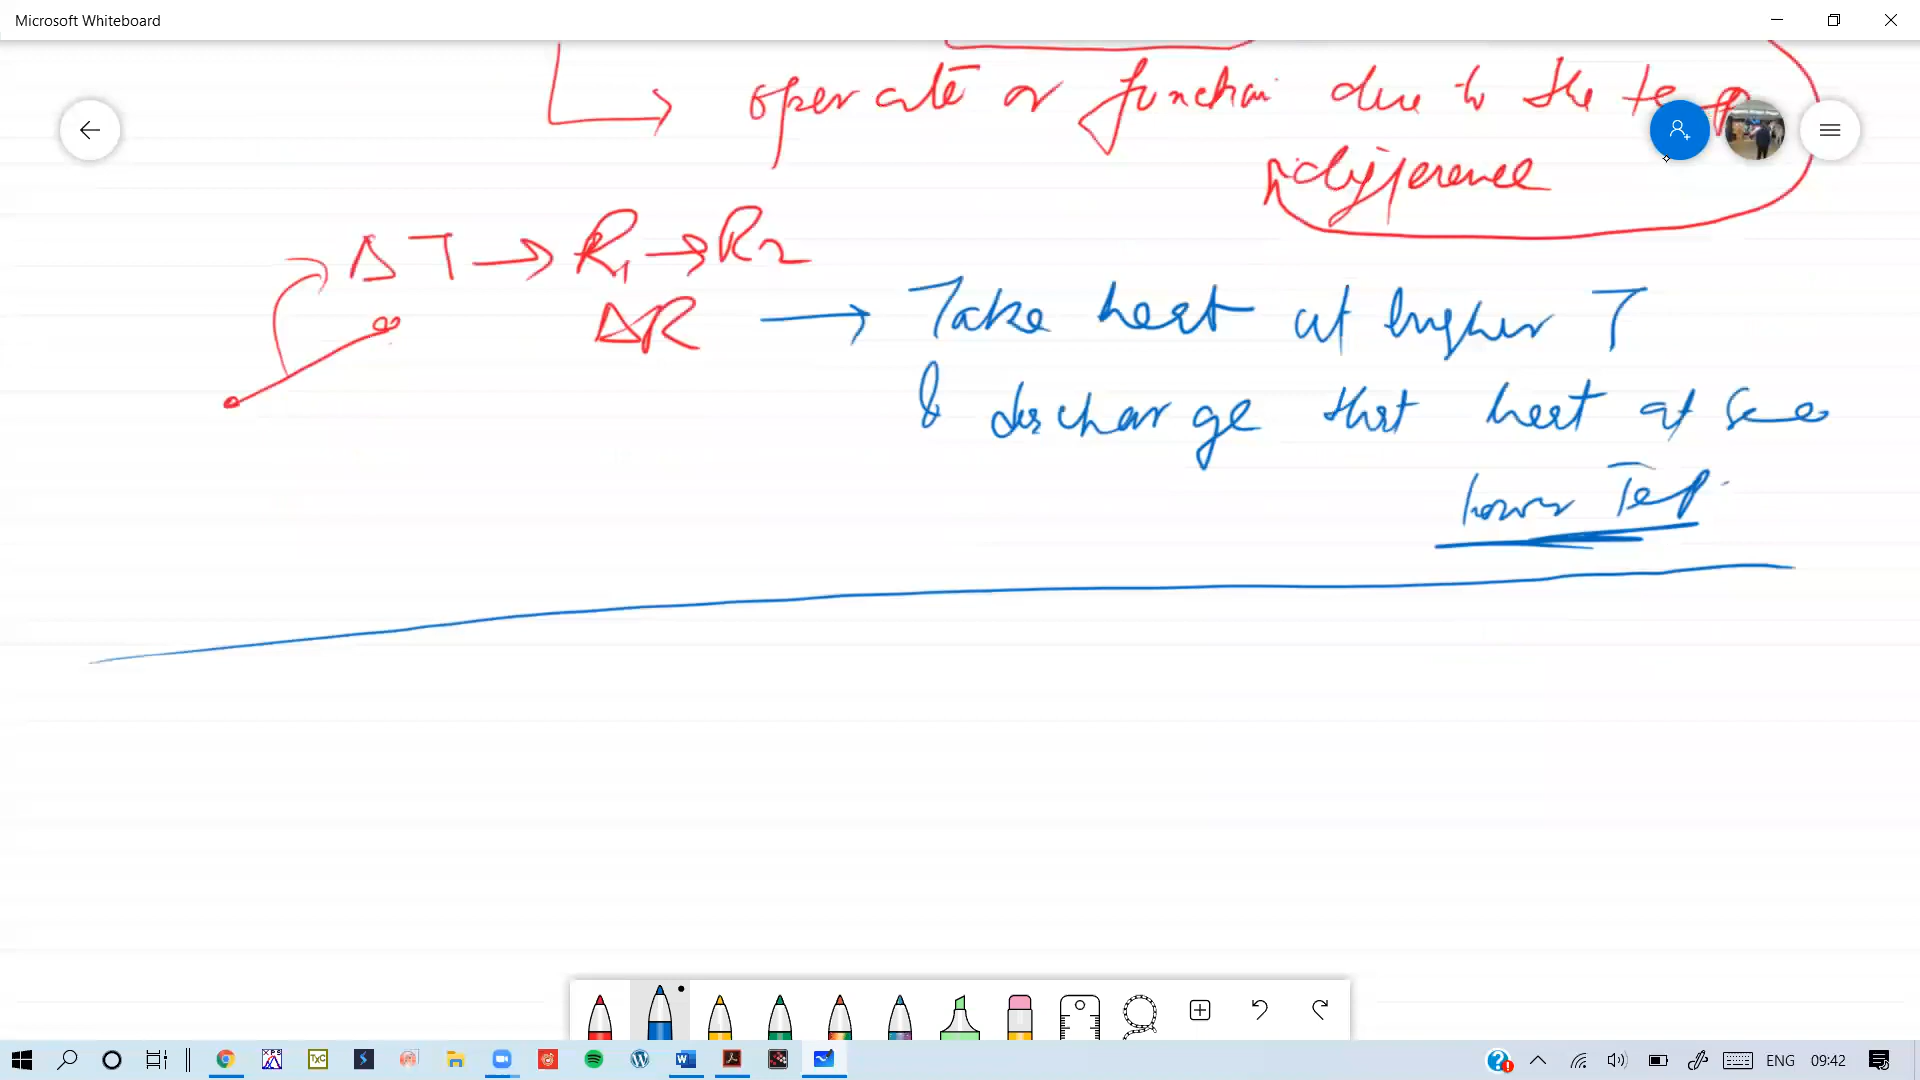 Microsoft Whiteboard
operate or function due to the temp
difference
ΔT → R1 → R2
ΔR → Take heat at higher T
& discharge that heat at some
lower Temp.
ENG 09:42